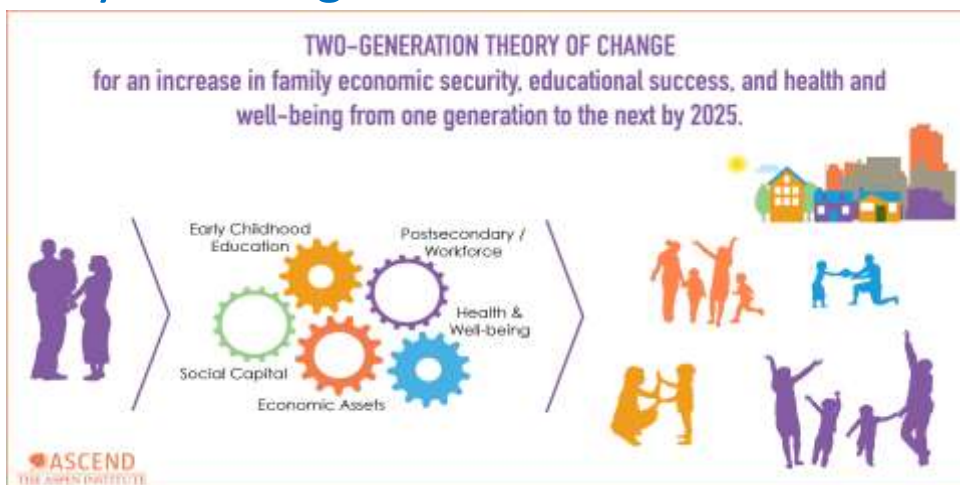 TWO-GENERATION THEORY OF CHANGE
for an increase in family economic security, educational success, and health and
well-being from one generation to the next by 2025.
Early Childhood
Education
Postsecondary /
Workforce
Health &
Well-being
Social Capital
Economic Assets
ASCEND
THE ASPEN INSTITUTE